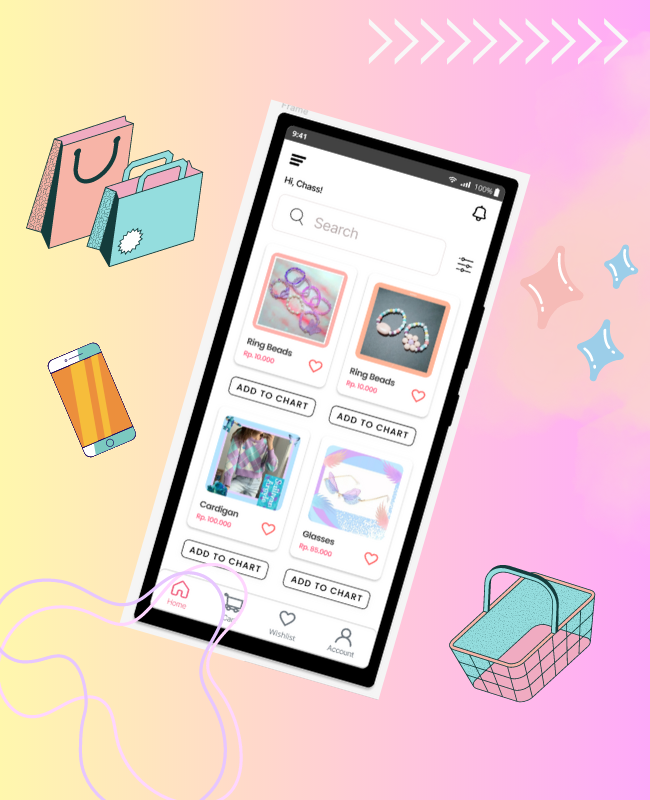 Frame
9:41
100%
Hi, Chass!
Search
Ring Beads
Rp. 10.000
Ring Beads
Rp. 10.000
ADD TO CHART
ADD TO CHART
Cardigan
Rp. 100.000
Glasses
Rp. 85.000
ADD TO CHART
ADD TO CHART
Home
Wishlist
Account